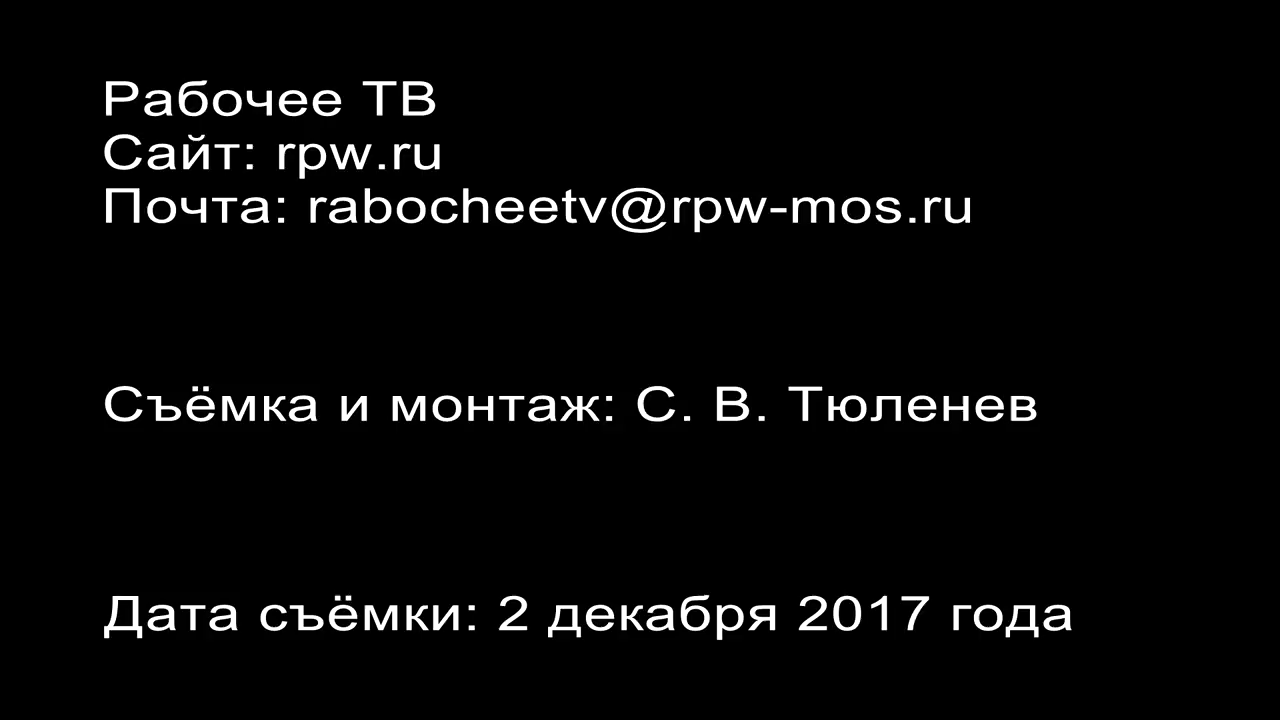 Рабочее ТВ
Сайт: rpw.ru
Почта: rabocheetv@rpw-mos.ru
Съёмка и монтаж: С. В. Тюленев
Дата съёмки: 2 декабря 2017 года